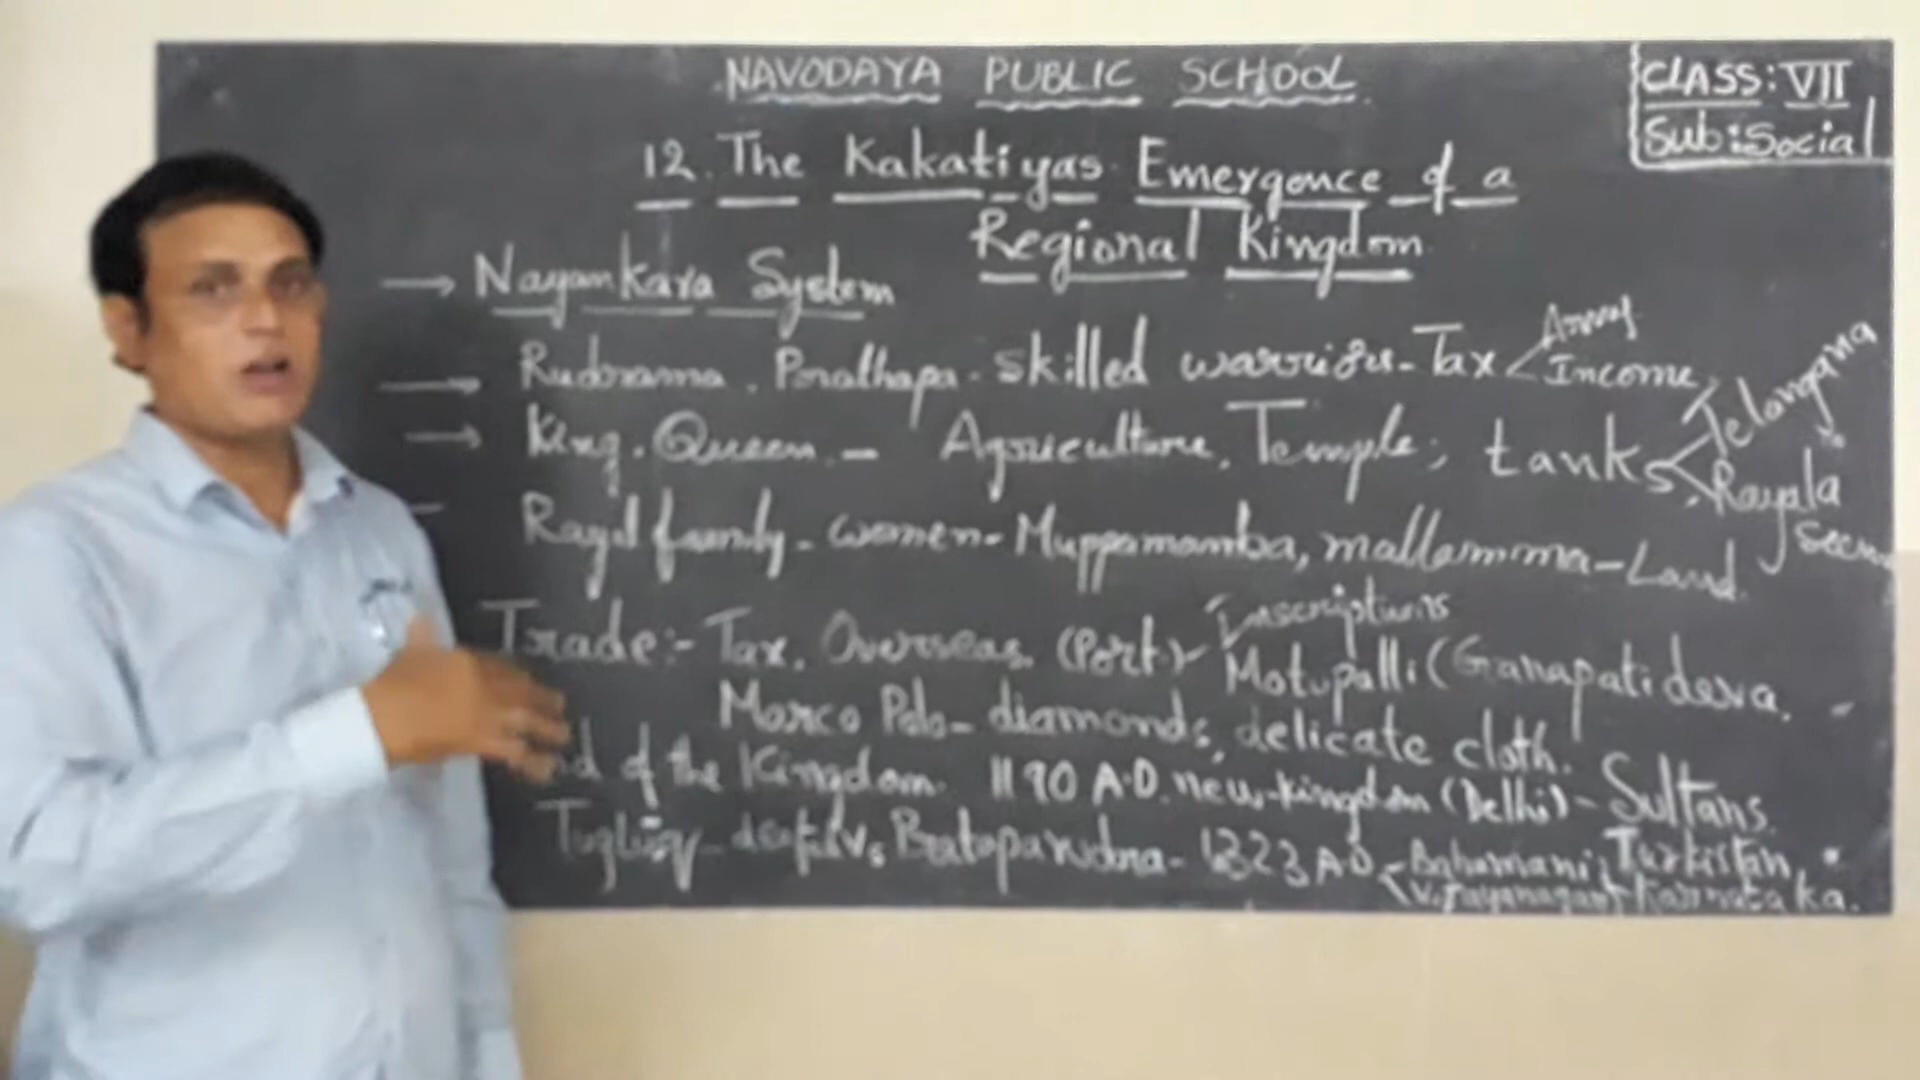 NAVODAYA PUBLIC SCHOOL
CLASS: VII
Sub: Social
12. The Kakatiyas Emergence of a
Regional Kingdom
→ Nayankara System
→ Rudrama. Prathapa. skilled warriors - Tax < Army
Income
→ King. Queen. - Agriculture, Temple, tanks < Telangana
Rayala
Royal family - women - Muppamamba, mallamma - Land.
Trade:- Tax. Overseas (Port) - Inscriptions
Motupalli (Ganapatideva.
Marco Polo - diamonds, delicate cloth.
of the Kingdom. 1190 A.D. new kingdom (Delhi) - Sultans.
Prataparudra - 1323 A.D < Bahamani, Turkistan
Karnataka.